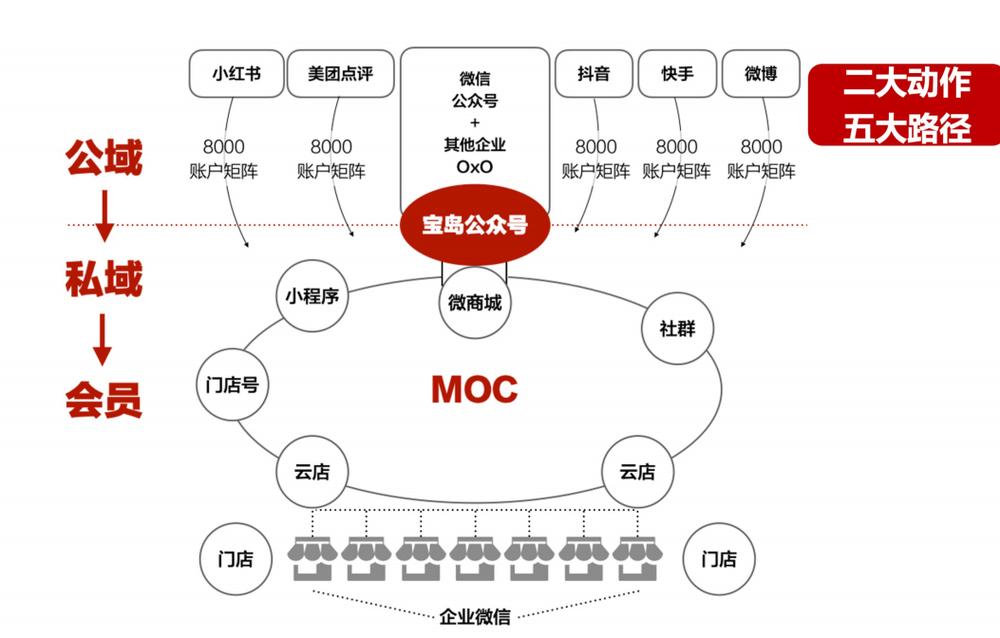 小红书
美团点评
微信
公众号
+
其他企业
OxO
抖音
快手
微博
二大动作
五大路径
8000
账户矩阵
8000
账户矩阵
8000
账户矩阵
8000
账户矩阵
8000
账户矩阵
公域
宝岛公众号
私域
小程序
微商城
社群
门店号
MOC
会员
云店
云店
门店
门店
企业微信